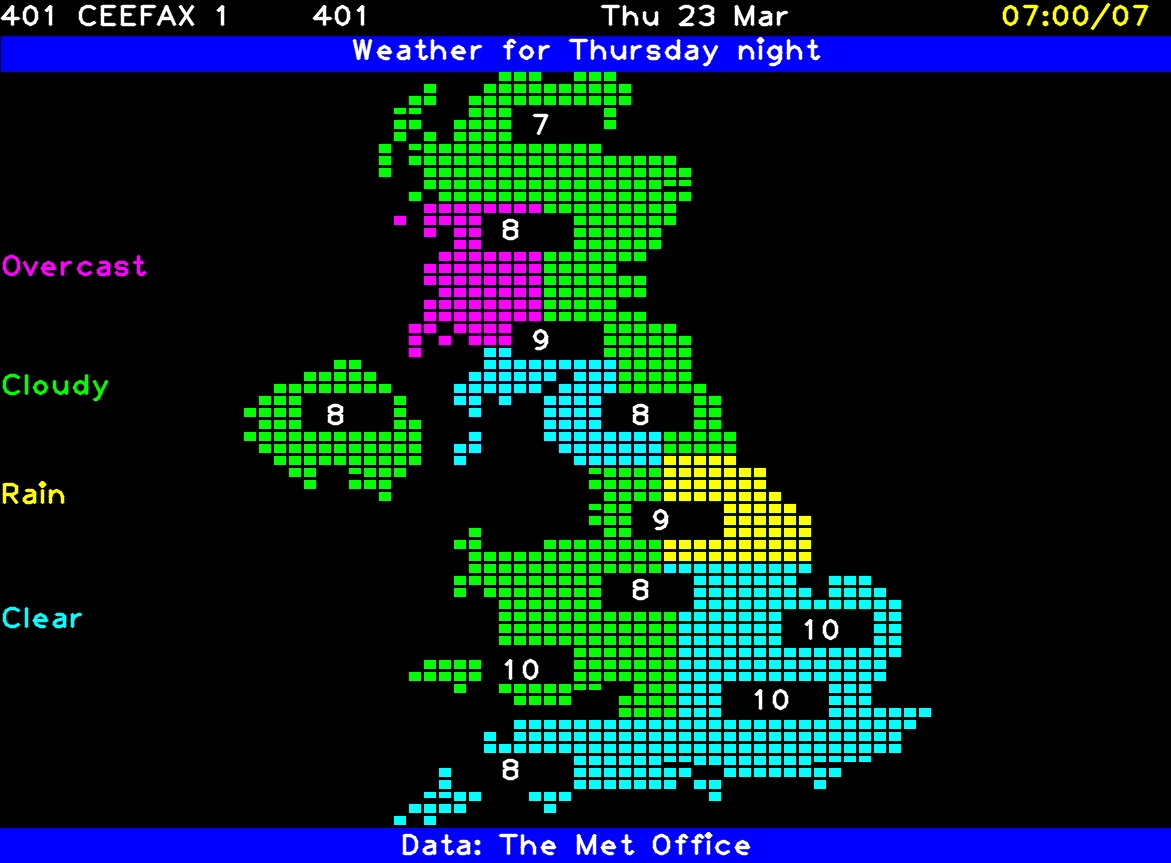 401 CEEFAX 1 401 Thu 23 Mar 07:00/07
Weather for Thursday night
7
8
Overcast
9
Cloudy
8 8
Rain
9
8
Clear
10
10
10
8
Data: The Met Office